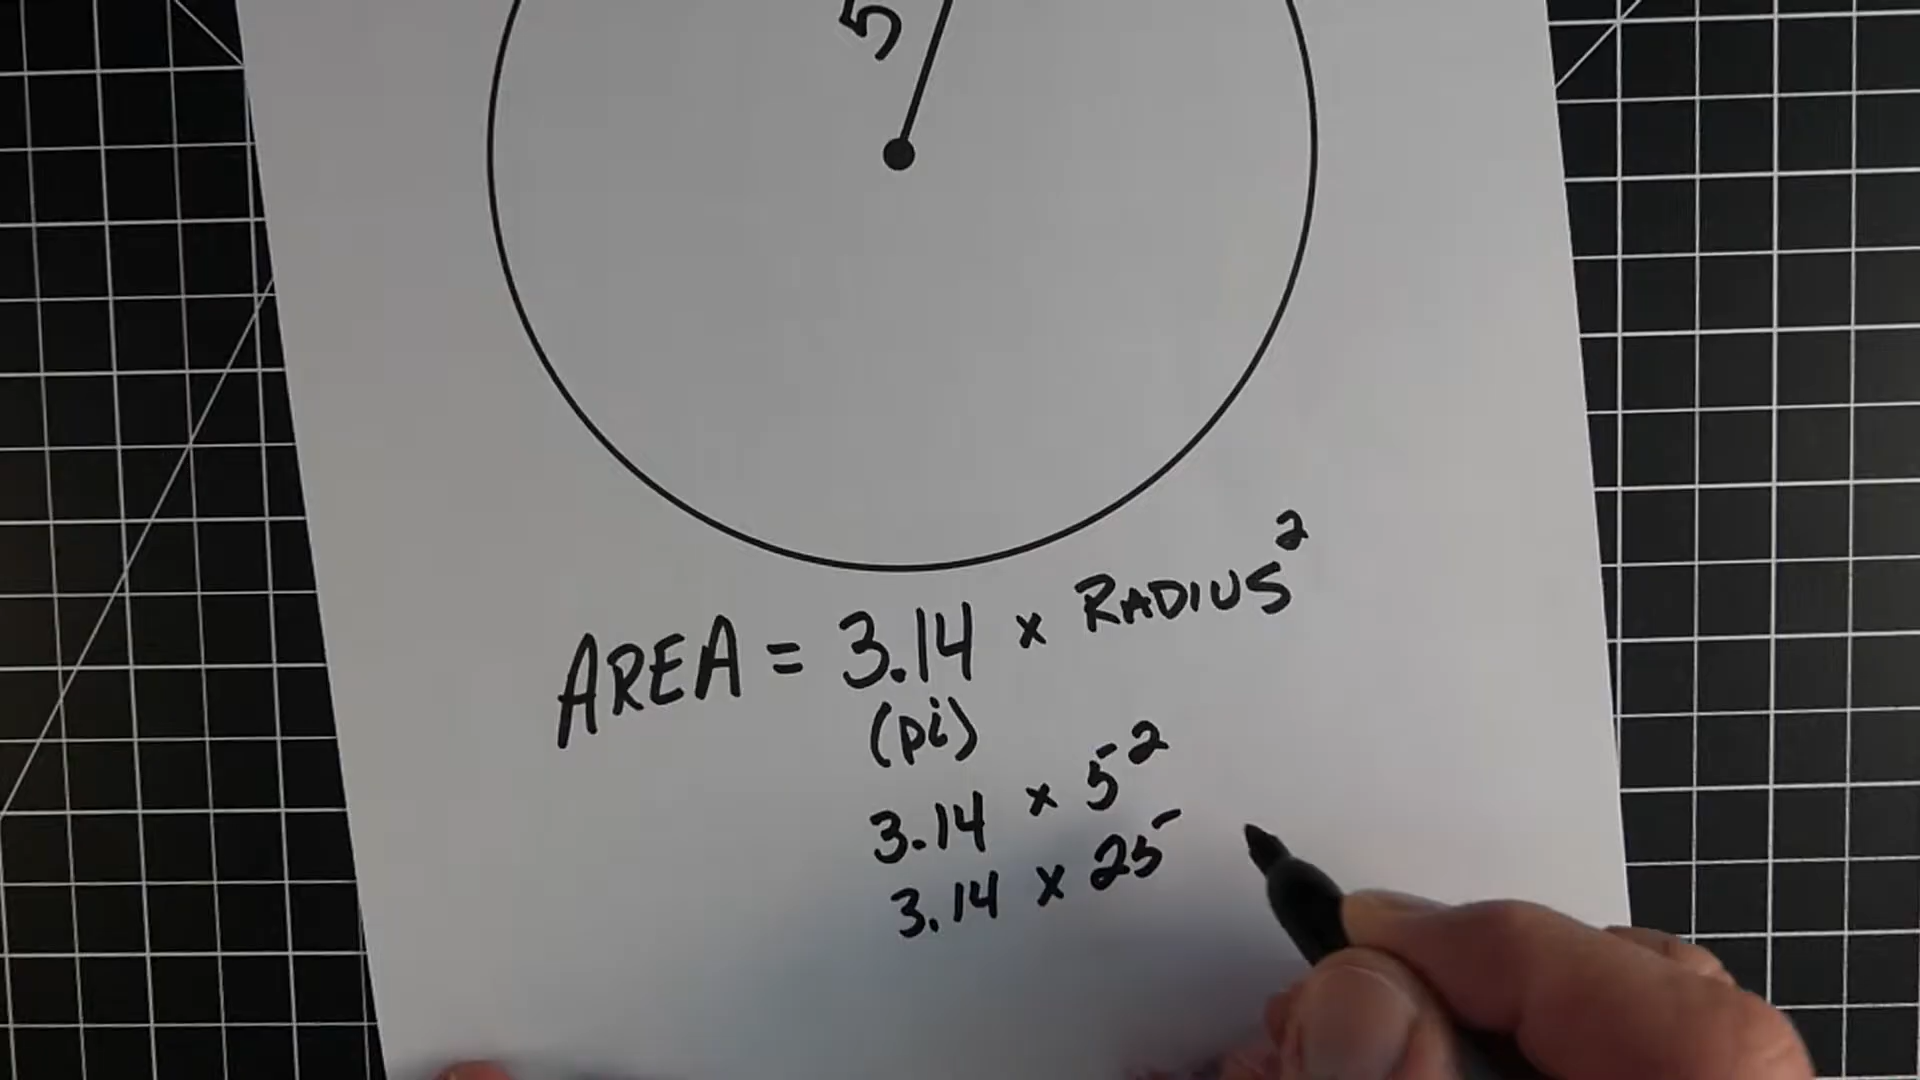 5
AREA = 3.14 x RADIUS²
(pi)
3.14 x 5²
3.14 x 25